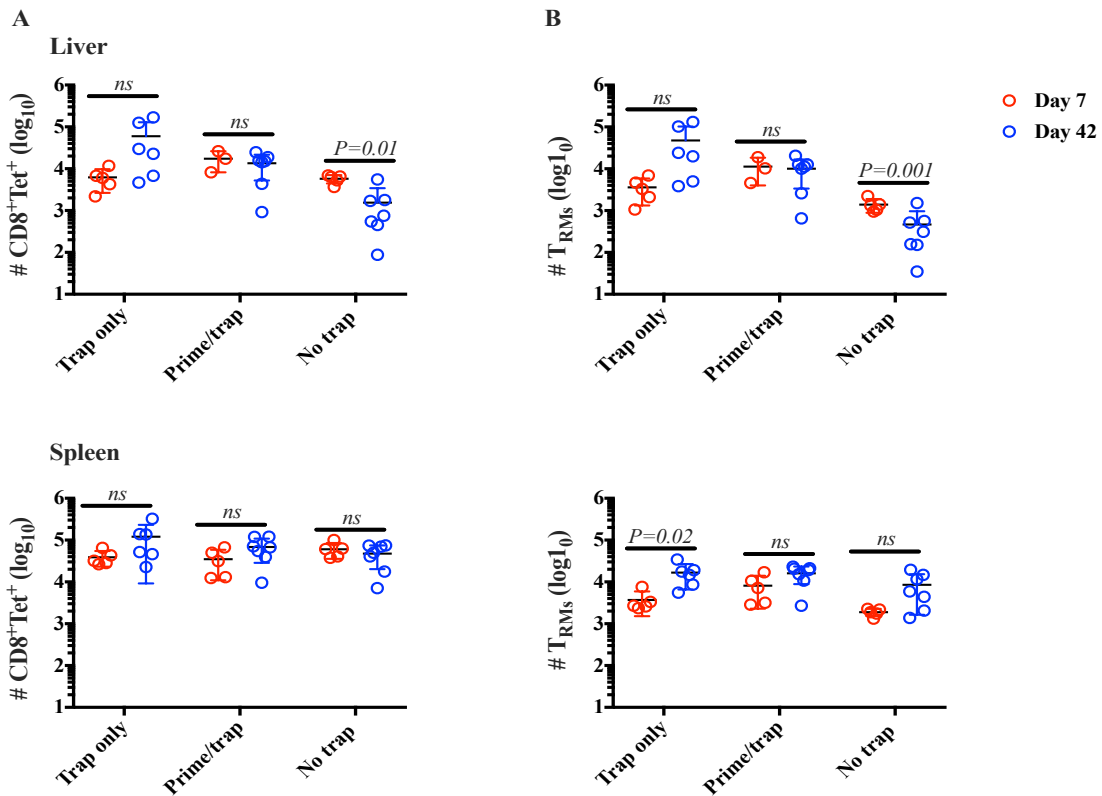 A
B
Liver
Day 7
Day 42
# CD8+Tet+ (log10)
6
5
4
3
2
1
ns
ns
P=0.01
Trap only
Prime/trap
No trap
# TRMs (log10)
6
5
4
3
2
1
ns
ns
P=0.001
Trap only
Prime/trap
No trap
Spleen
# CD8+Tet+ (log10)
6
5
4
3
2
1
ns
ns
ns
Trap only
Prime/trap
No trap
# TRMs (log10)
6
5
4
3
2
1
P=0.02
ns
ns
Trap only
Prime/trap
No trap